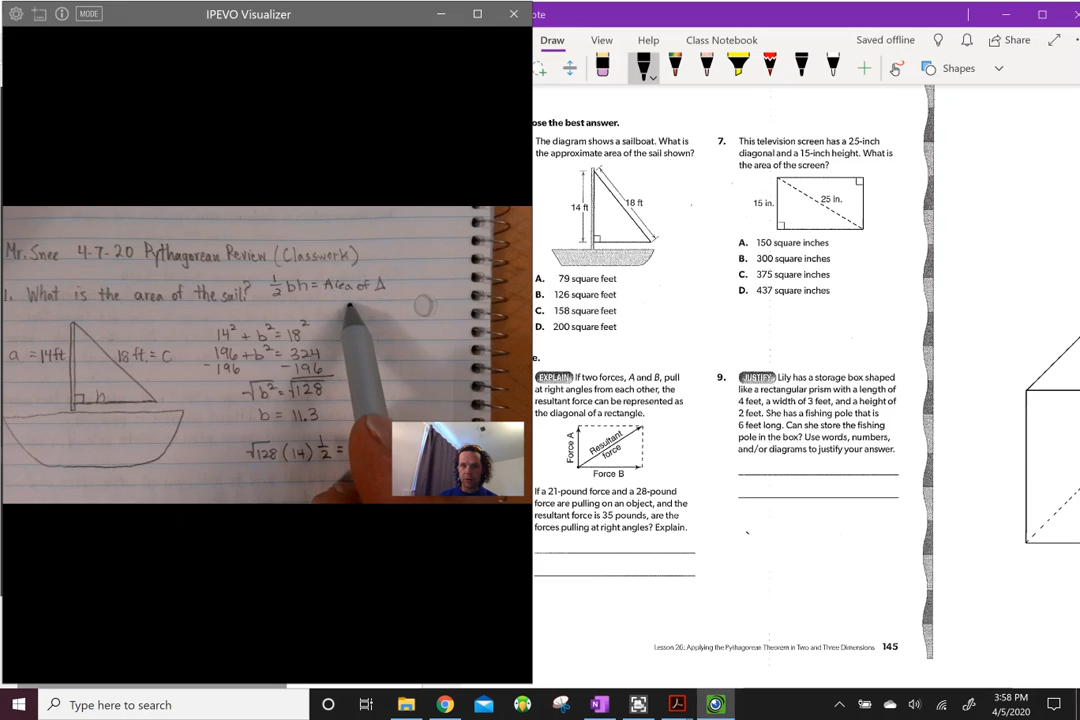 IPEVO Visualizer
MODE
ote
Draw View Help Class Notebook Saved offline Share
Shapes
Mr. Snee 4-7-20 Pythagorean Review (Classwork)
1. What is the area of the sail? 1/2 bh = Area of Δ
a = 14ft 18 ft. = C
b
14² + b² = 18²
196 + b² = 324
-196 -196
√b² = √128
b = 11.3
√128 (14) 1/2 =
ose the best answer.
The diagram shows a sailboat. What is
the approximate area of the sail shown?
14 ft
18 ft
A. 79 square feet
B. 126 square feet
C. 158 square feet
D. 200 square feet
e.
EXPLAIN If two forces, A and B, pull
at right angles from each other, the
resultant force can be represented as
the diagonal of a rectangle.
Force A
Resultant
force
Force B
If a 21-pound force and a 28-pound
force are pulling on an object, and the
resultant force is 35 pounds, are the
forces pulling at right angles? Explain.
7. This television screen has a 25-inch
diagonal and a 15-inch height. What is
the area of the screen?
15 in.
25 in.
A. 150 square inches
B. 300 square inches
C. 375 square inches
D. 437 square inches
9. JUSTIFY Lily has a storage box shaped
like a rectangular prism with a length of
4 feet, a width of 3 feet, and a height of
2 feet. She has a fishing pole that is
6 feet long. Can she store the fishing
pole in the box? Use words, numbers,
and/or diagrams to justify your answer.
Lesson 26: Applying the Pythagorean Theorem in Two and Three Dimensions 145
Type here to search
3:58 PM
4/5/2020